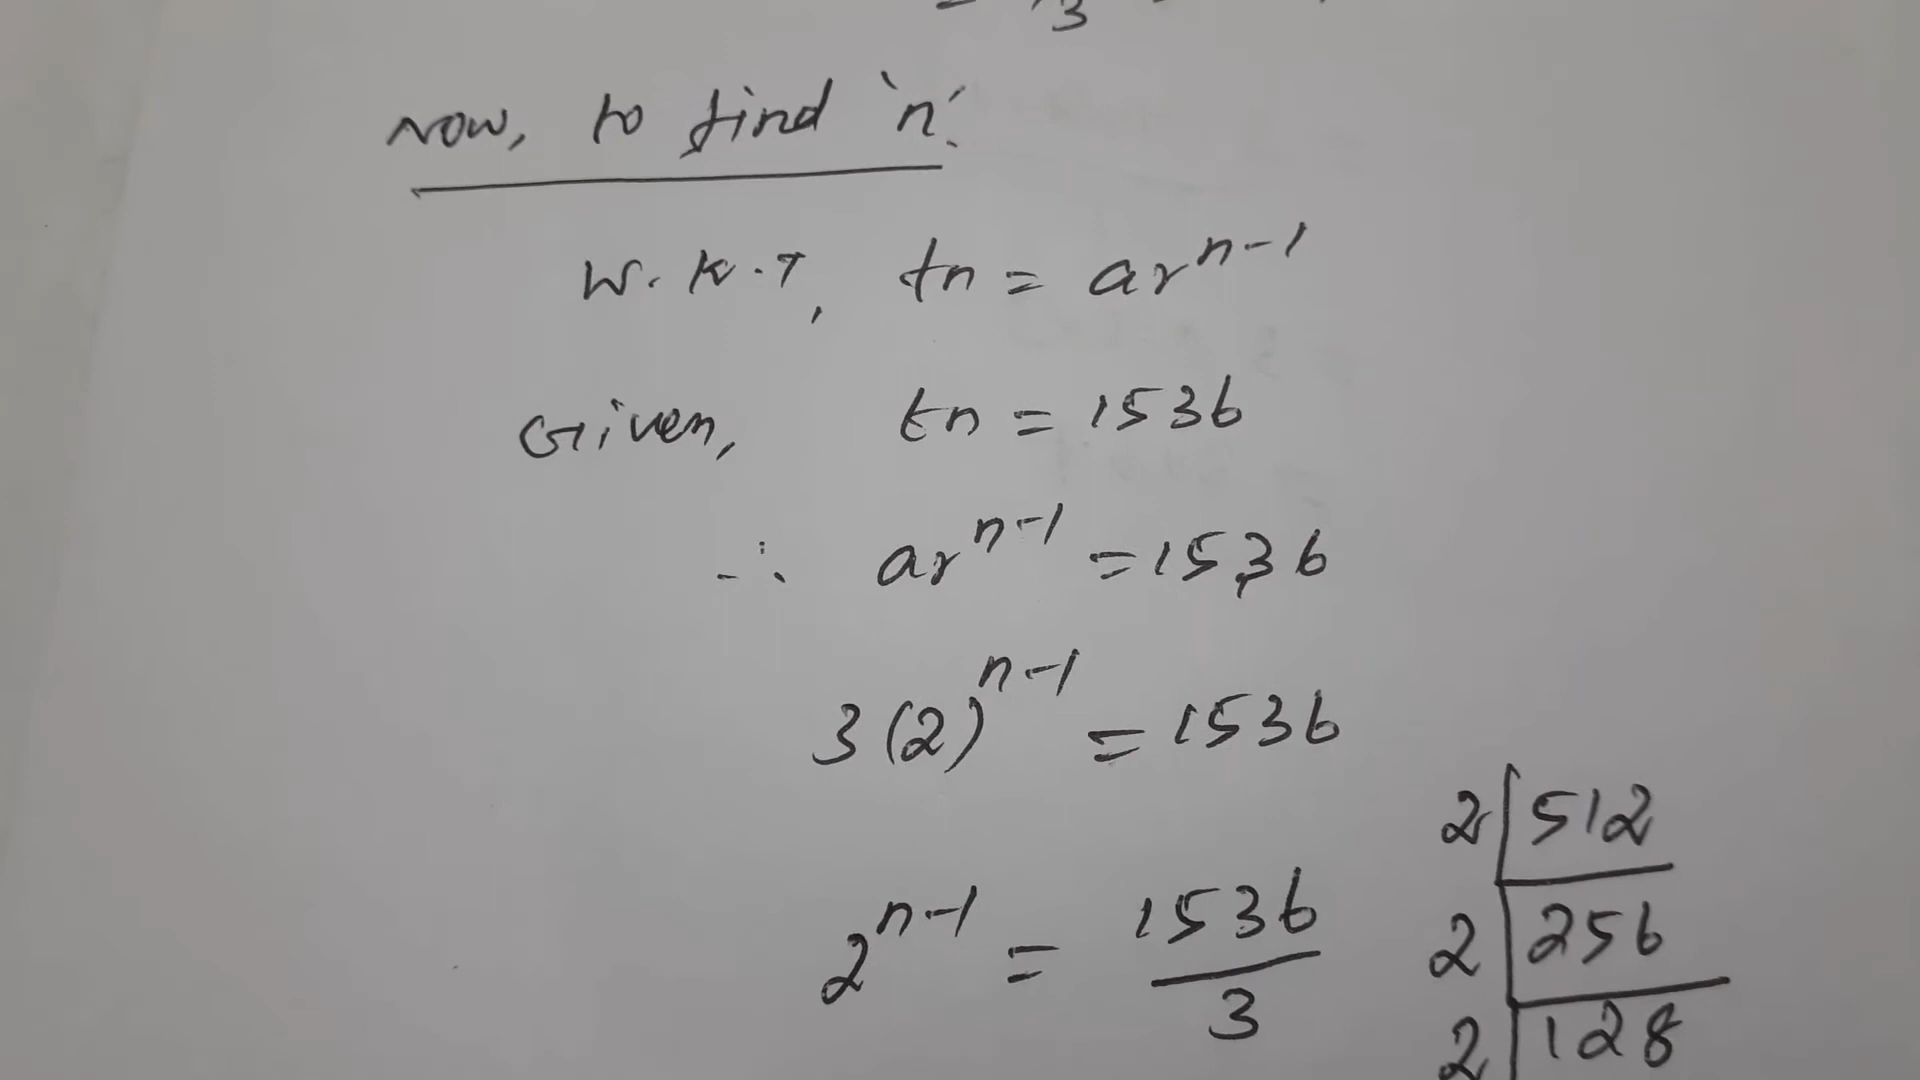 3
Now, to find 'n'.
W.K.T, tn = ar^n-1
Given, tn = 1536
∴ ar^n-1 = 1536
3(2)^n-1 = 1536
2^n-1 = 1536/3
2|512
2|256
2|128